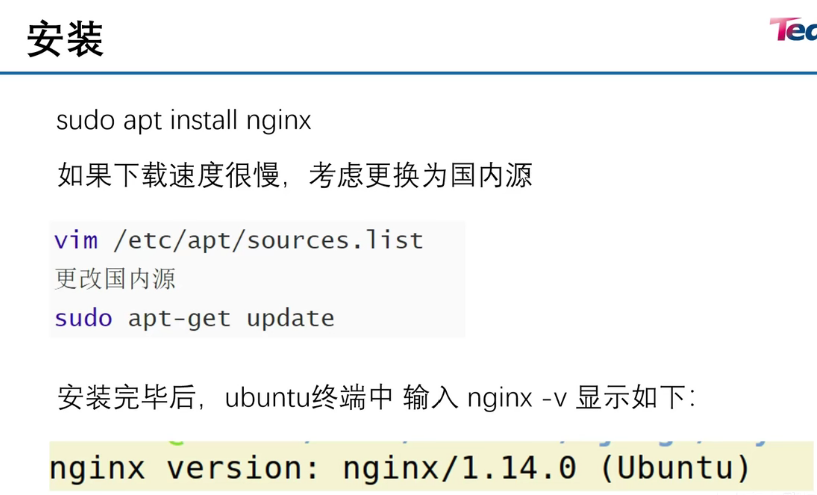 安装
sudo apt install nginx
如果下载速度很慢，考虑更换为国内源
vim /etc/apt/sources.list
更改国内源
sudo apt-get update
安装完毕后，ubuntu终端中 输入 nginx -v 显示如下：
nginx version: nginx/1.14.0 (Ubuntu)